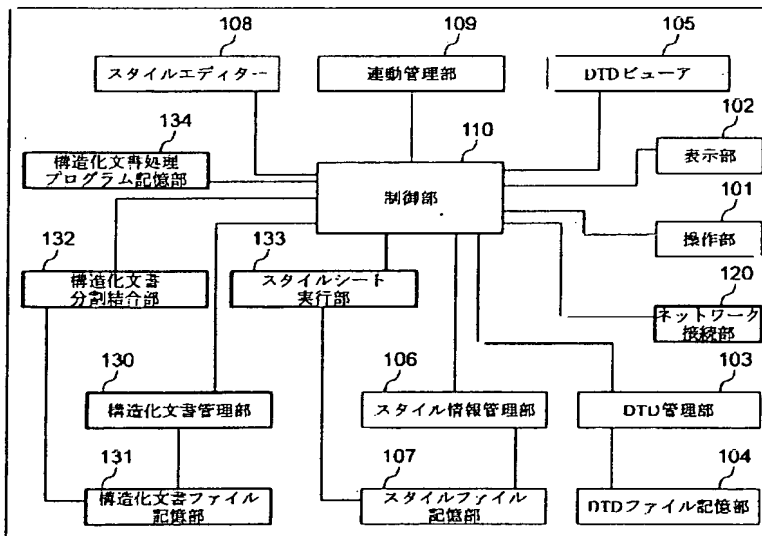 108
109
105
スタイルエディター
連動管理部
DTDビューア
134
110
102
構造化文書処理
プログラム記憶部
制御部
表示部
101
操作部
132
133
120
構造化文書
分割結合部
スタイルシート
実行部
ネットワーク
接続部
130
106
103
構造化文書管理部
スタイル情報管理部
DTD管理部
131
107
104
構造化文書ファイル
記憶部
スタイルファイル
記憶部
DTDファイル記憶部